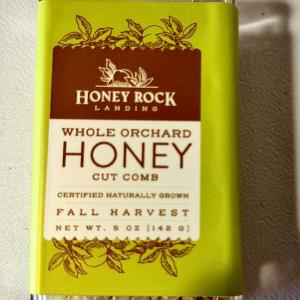 HONEY ROCK
LANDING
WHOLE ORCHARD
HONEY
CUT COMB
CERTIFIED NATURALLY GROWN
FALL HARVEST
NET WT. 5 OZ (142 G)